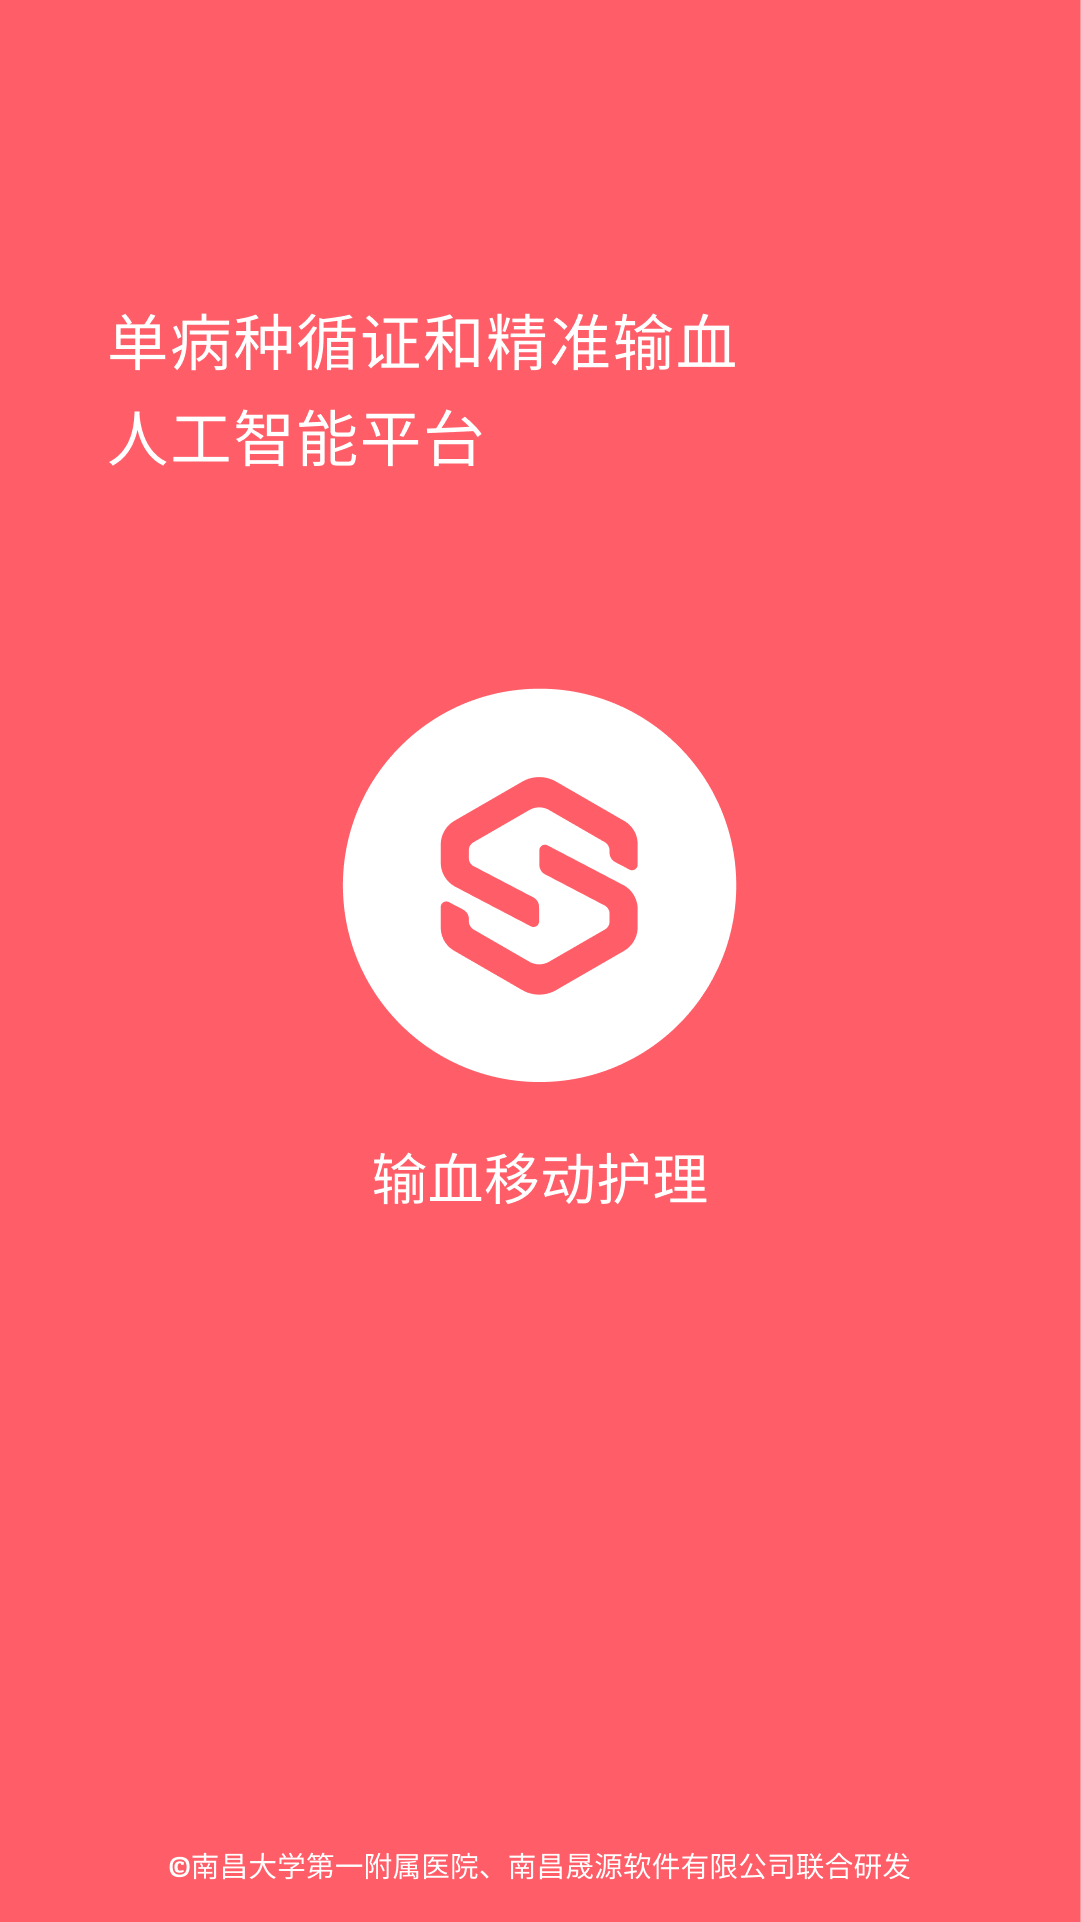 单病种循证和精准输血
人工智能平台
输血移动护理
©南昌大学第一附属医院、南昌晟源软件有限公司联合研发